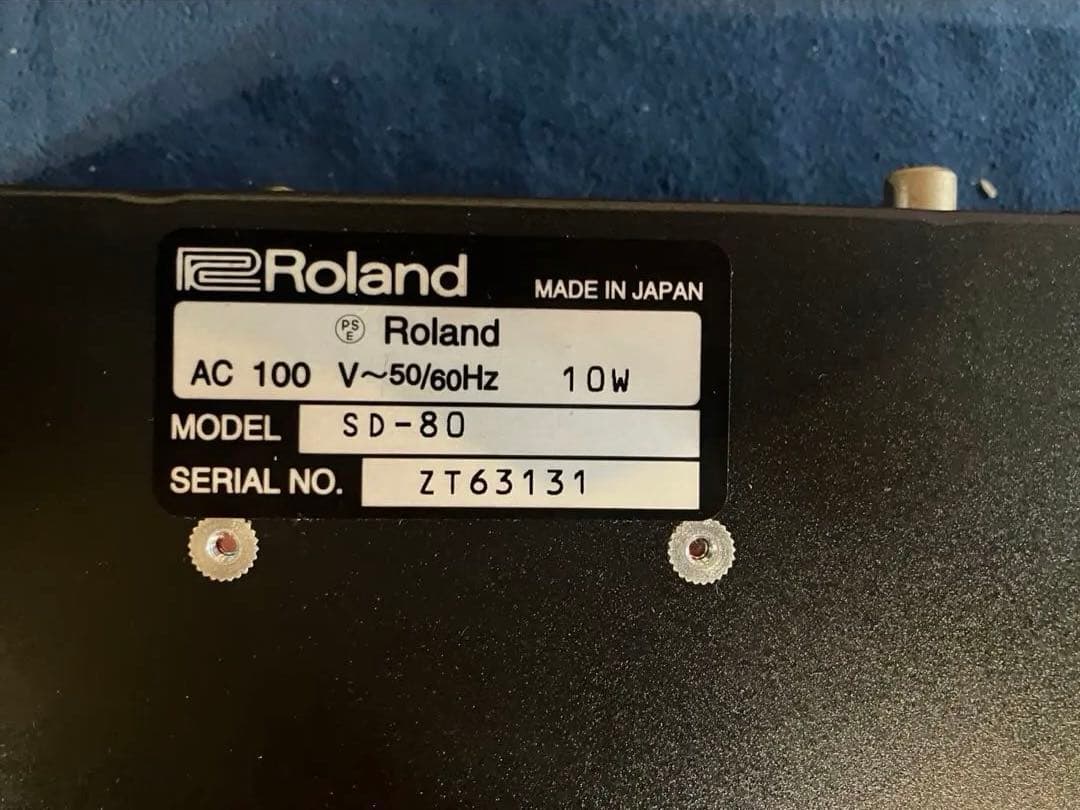 Roland MADE IN JAPAN
PS E Roland
AC 100 V～50/60Hz 10W
MODEL SD-80
SERIAL NO. ZT63131